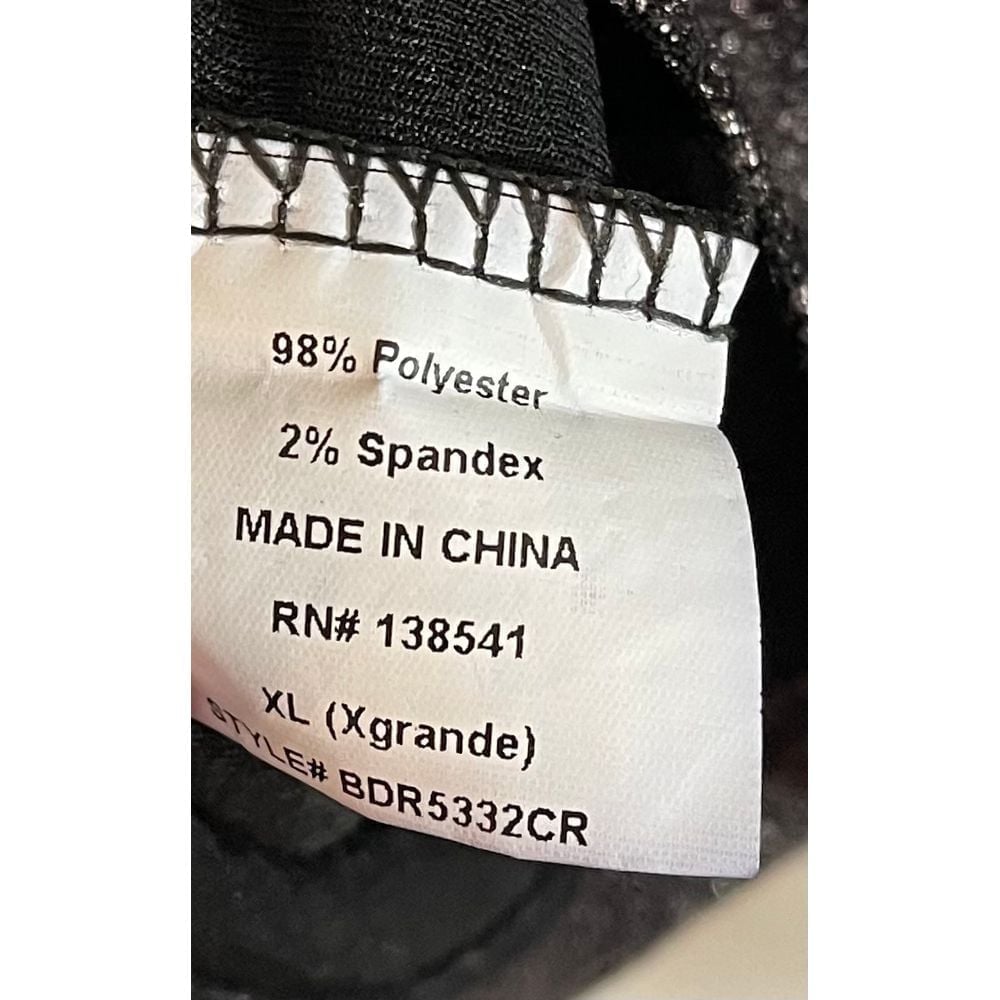 98% Polyester
2% Spandex
MADE IN CHINA
RN# 138541
XL (Xgrande)
STYLE# BDR5332CR